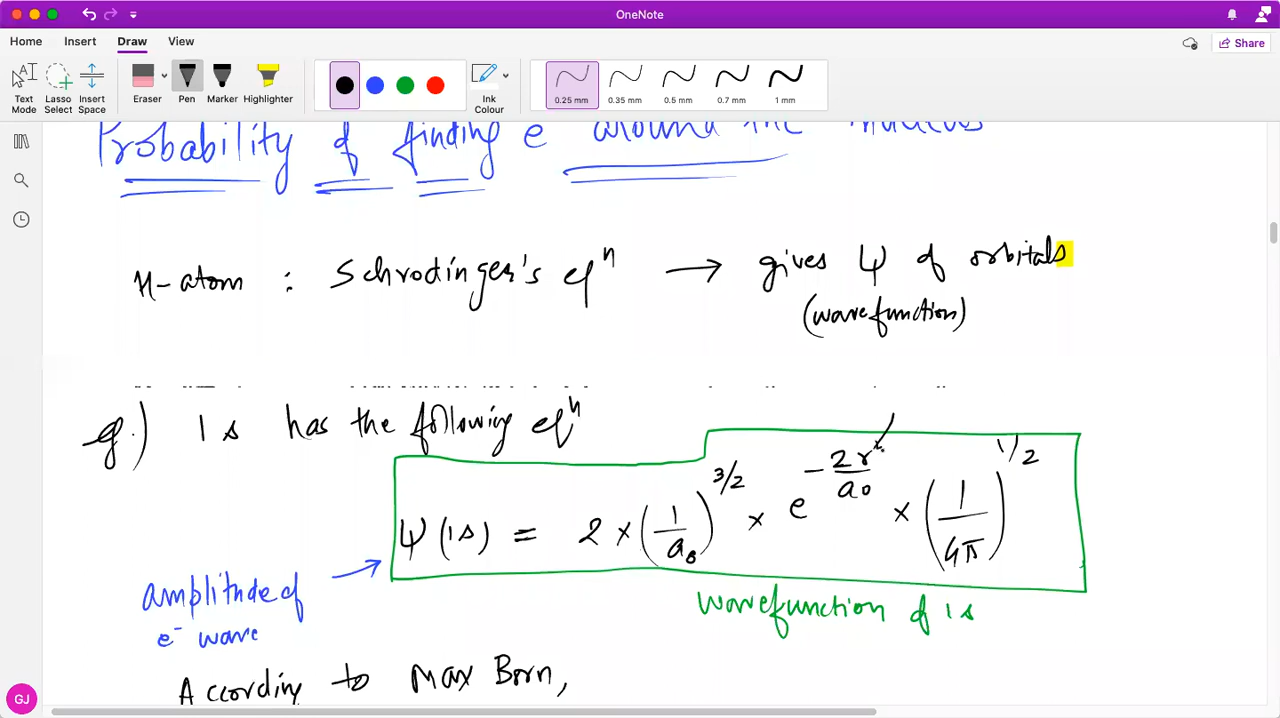 OneNote
Home Insert Draw View
Share
Text Mode
Lasso Select
Insert Space
Eraser
Pen
Marker
Highlighter
Ink Colour
0.25 mm
0.35 mm
0.5 mm
0.7 mm
1 mm
Probability of finding e around the nucleus
H-atom : Schrodinger's eqⁿ → gives ψ of orbitals
(wavefunction)
eg.) 1s has the following eqⁿ
ψ(1s) = 2 × (1/a₀)^3/2 × e^-2r/a₀ × (1/4π)^1/2
amplitude of
e⁻ wave
wavefunction of 1s
According to Max Born,
GJ